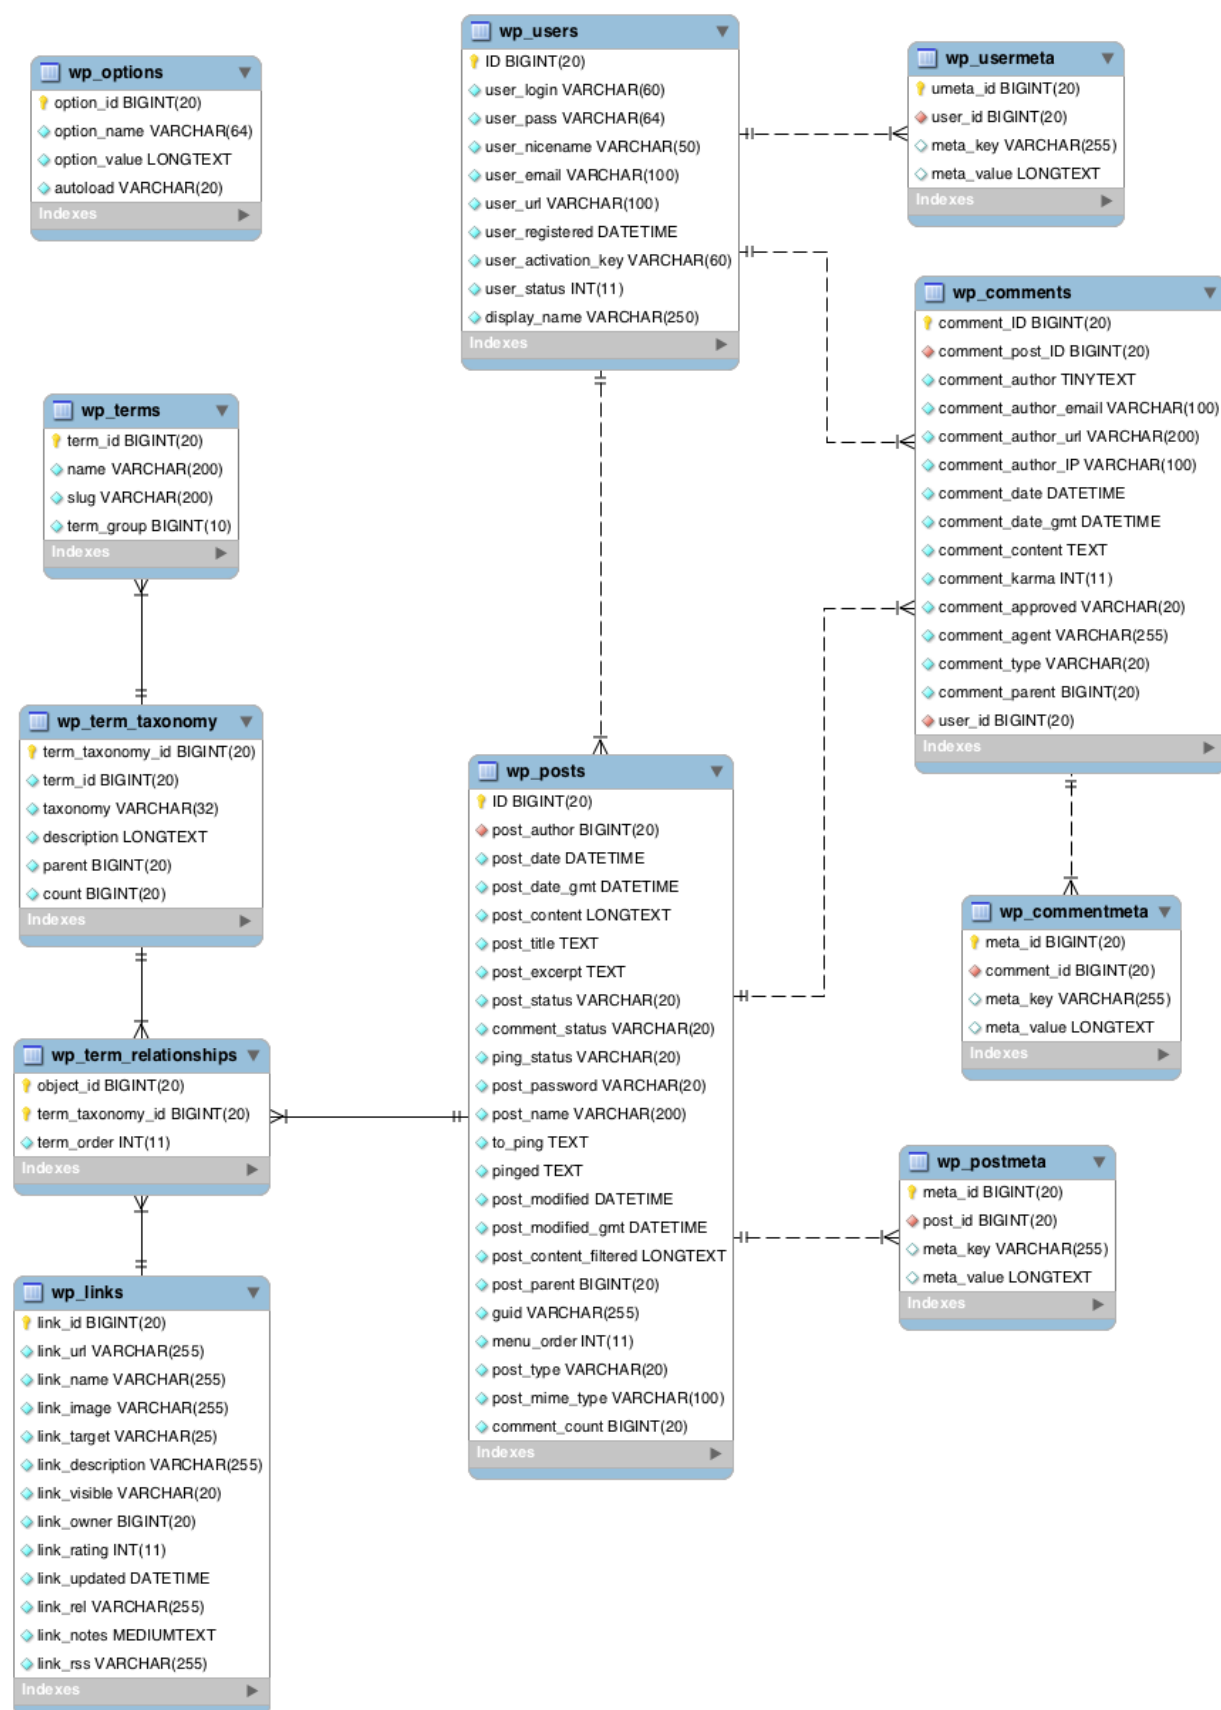 wp_options
option_id BIGINT(20)
option_name VARCHAR(64)
option_value LONGTEXT
autoload VARCHAR(20)
Indexes
wp_users
ID BIGINT(20)
user_login VARCHAR(60)
user_pass VARCHAR(64)
user_nicename VARCHAR(50)
user_email VARCHAR(100)
user_url VARCHAR(100)
user_registered DATETIME
user_activation_key VARCHAR(60)
user_status INT(11)
display_name VARCHAR(250)
Indexes
wp_usermeta
umeta_id BIGINT(20)
user_id BIGINT(20)
meta_key VARCHAR(255)
meta_value LONGTEXT
Indexes
wp_comments
comment_ID BIGINT(20)
comment_post_ID BIGINT(20)
comment_author TINYTEXT
comment_author_email VARCHAR(100)
comment_author_url VARCHAR(200)
comment_author_IP VARCHAR(100)
comment_date DATETIME
comment_date_gmt DATETIME
comment_content TEXT
comment_karma INT(11)
comment_approved VARCHAR(20)
comment_agent VARCHAR(255)
comment_type VARCHAR(20)
comment_parent BIGINT(20)
user_id BIGINT(20)
Indexes
wp_terms
term_id BIGINT(20)
name VARCHAR(200)
slug VARCHAR(200)
term_group BIGINT(10)
Indexes
wp_term_taxonomy
term_taxonomy_id BIGINT(20)
term_id BIGINT(20)
taxonomy VARCHAR(32)
description LONGTEXT
parent BIGINT(20)
count BIGINT(20)
Indexes
wp_posts
ID BIGINT(20)
post_author BIGINT(20)
post_date DATETIME
post_date_gmt DATETIME
post_content LONGTEXT
post_title TEXT
post_excerpt TEXT
post_status VARCHAR(20)
comment_status VARCHAR(20)
ping_status VARCHAR(20)
post_password VARCHAR(20)
post_name VARCHAR(200)
to_ping TEXT
pinged TEXT
post_modified DATETIME
post_modified_gmt DATETIME
post_content_filtered LONGTEXT
post_parent BIGINT(20)
guid VARCHAR(255)
menu_order INT(11)
post_type VARCHAR(20)
post_mime_type VARCHAR(100)
comment_count BIGINT(20)
Indexes
wp_commentmeta
meta_id BIGINT(20)
comment_id BIGINT(20)
meta_key VARCHAR(255)
meta_value LONGTEXT
Indexes
wp_term_relationships
object_id BIGINT(20)
term_taxonomy_id BIGINT(20)
term_order INT(11)
Indexes
wp_postmeta
meta_id BIGINT(20)
post_id BIGINT(20)
meta_key VARCHAR(255)
meta_value LONGTEXT
Indexes
wp_links
link_id BIGINT(20)
link_url VARCHAR(255)
link_name VARCHAR(255)
link_image VARCHAR(255)
link_target VARCHAR(25)
link_description VARCHAR(255)
link_visible VARCHAR(20)
link_owner BIGINT(20)
link_rating INT(11)
link_updated DATETIME
link_rel VARCHAR(255)
link_notes MEDIUMTEXT
link_rss VARCHAR(255)
Indexes